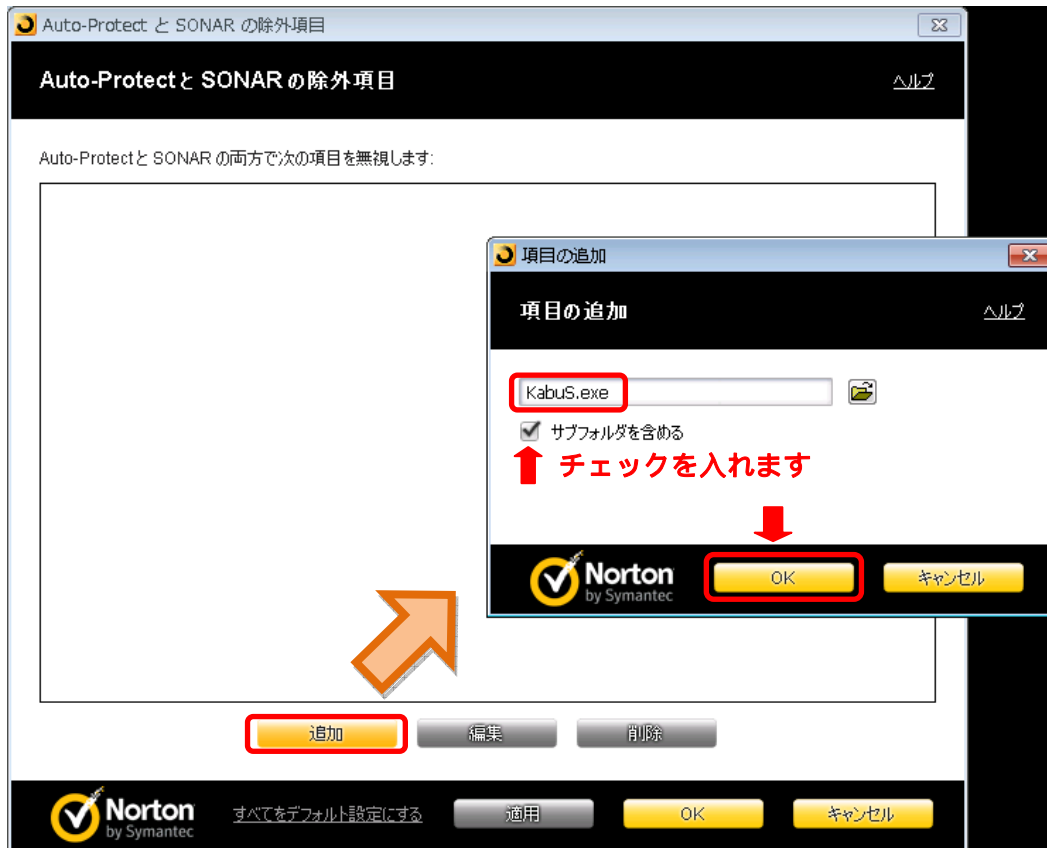 Auto-Protect と SONAR の除外項目
Auto-Protectと SONAR の除外項目
ヘルプ
Auto-Protectと SONAR の両方で次の項目を無視します:
項目の追加
項目の追加
ヘルプ
KabuS.exe
サブフォルダを含める
チェックを入れます
Norton
by Symantec
OK
キャンセル
追加
編集
削除
Norton
by Symantec
すべてをデフォルト設定にする
適用
OK
キャンセル